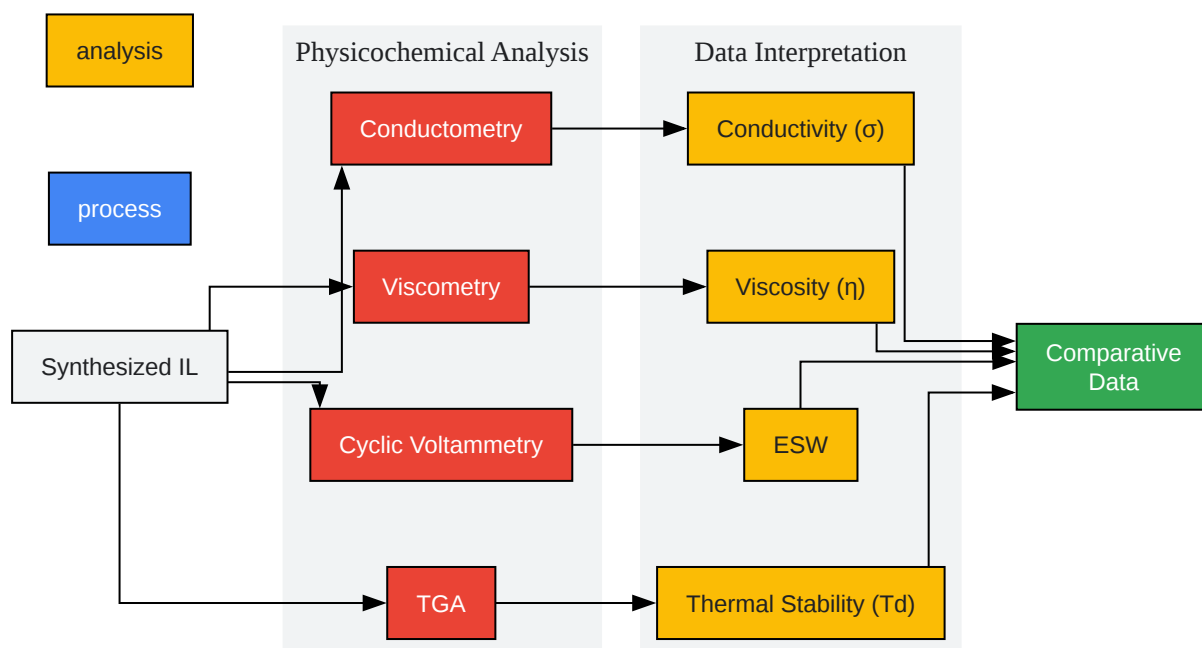 analysis
process
Synthesized IL
Physicochemical Analysis
Conductometry
Viscometry
Cyclic Voltammetry
TGA
Data Interpretation
Conductivity (σ)
Viscosity (η)
ESW
Thermal Stability (Td)
Comparative
Data